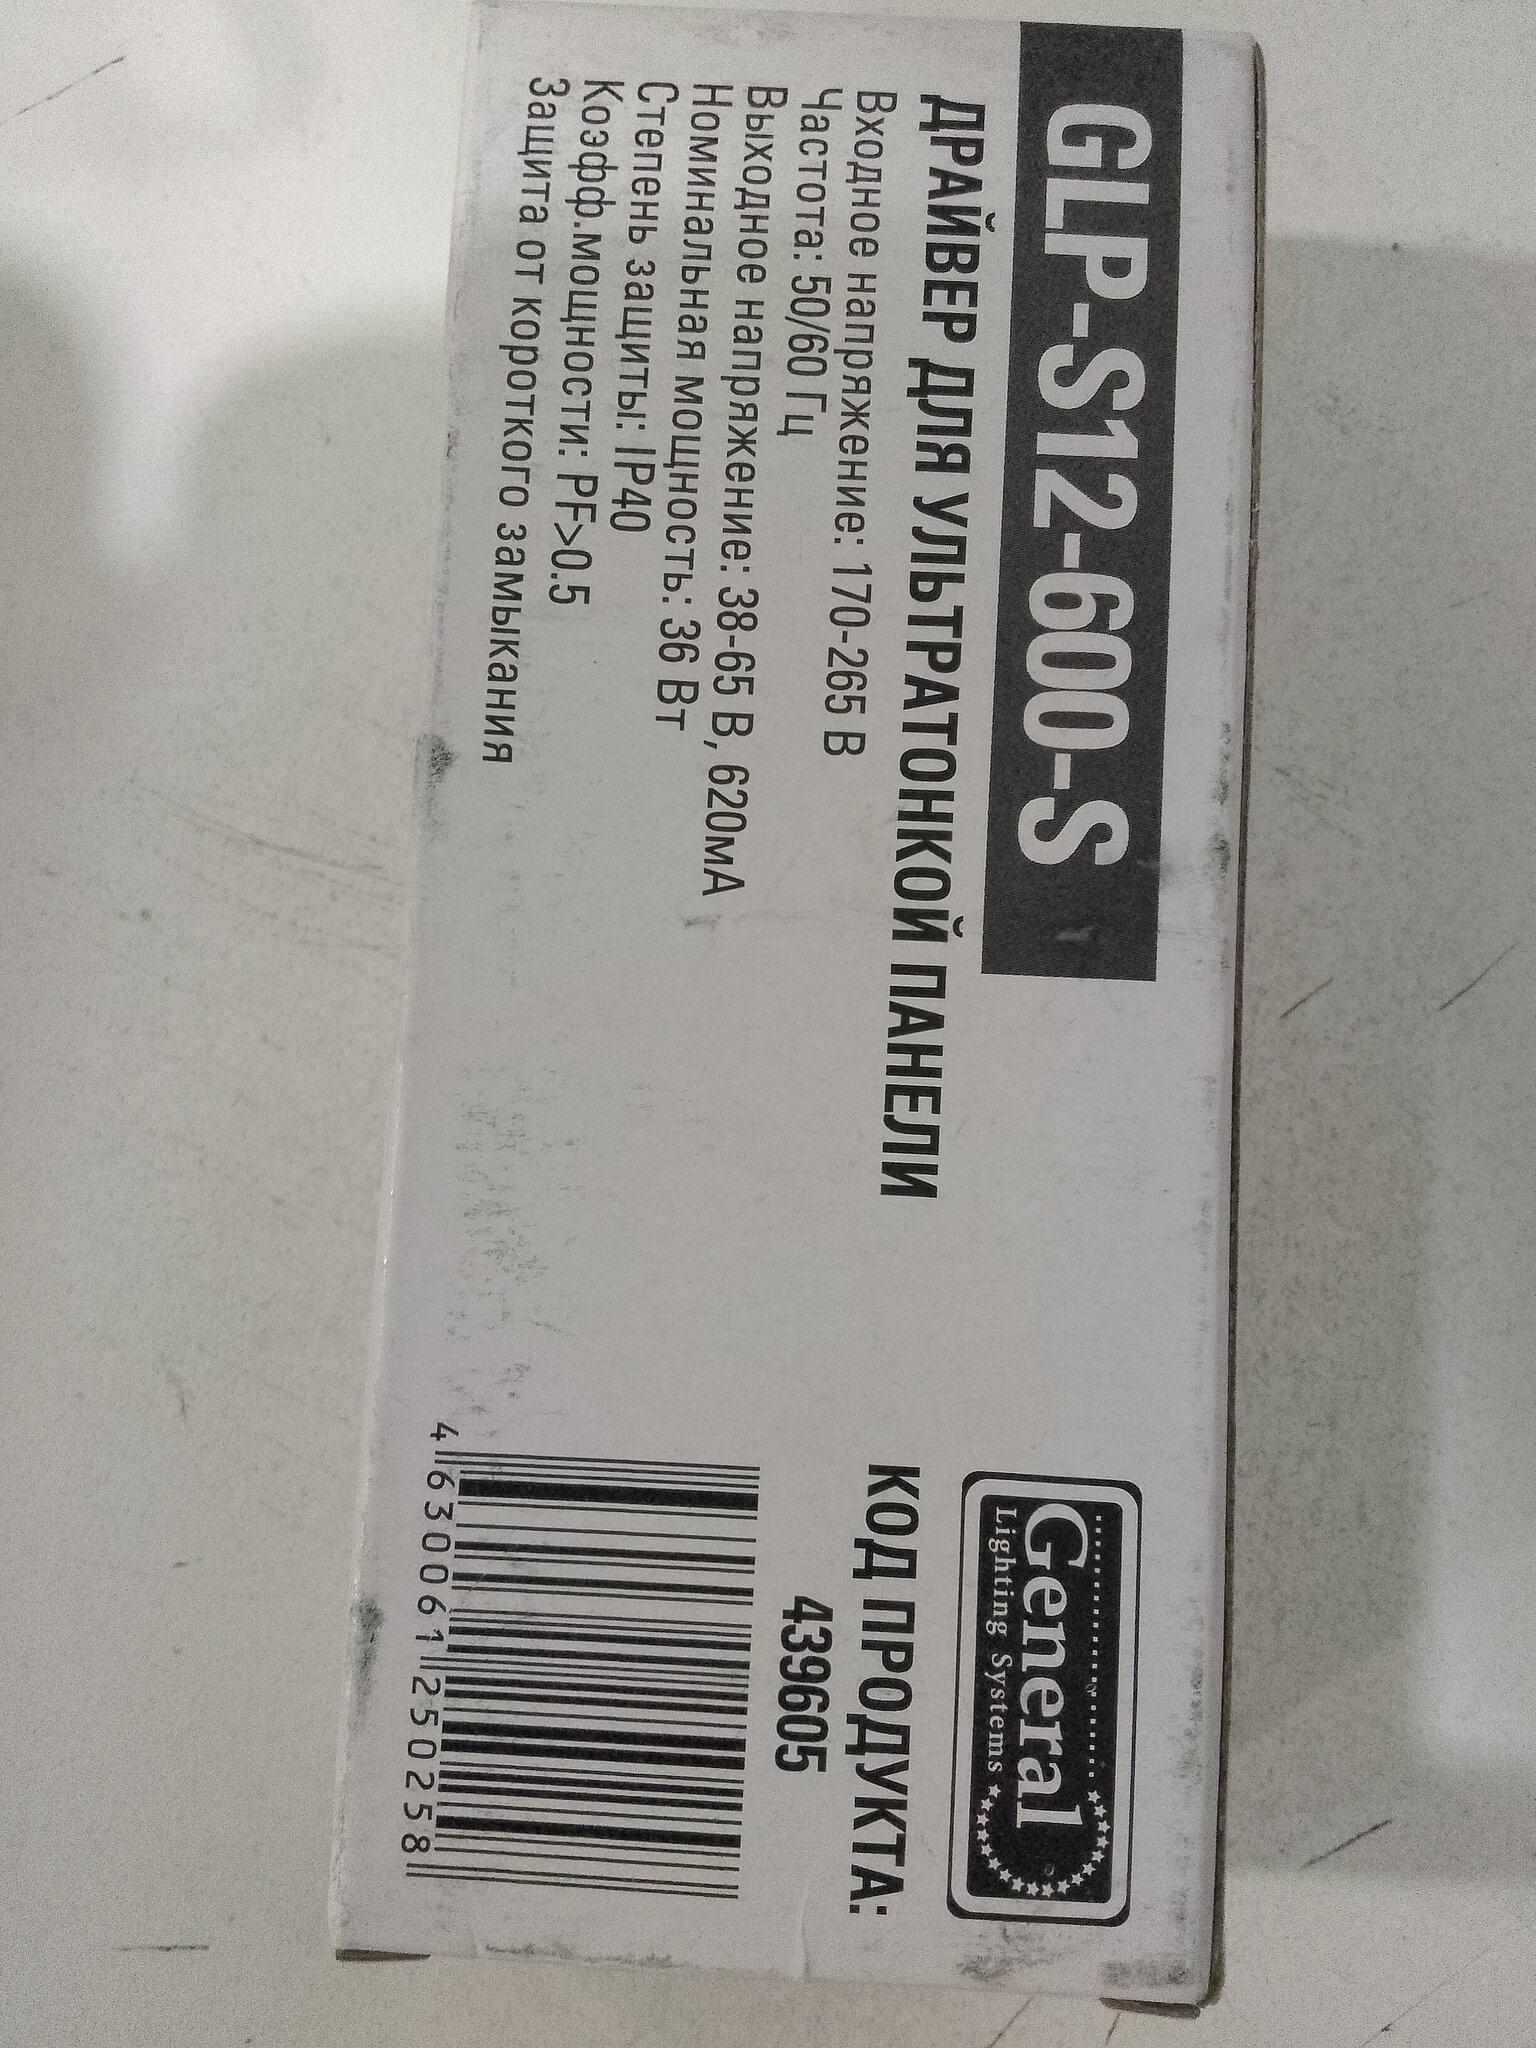 GLP-S12-600-S
ДРАЙВЕР ДЛЯ УЛЬТРАТОНКОЙ ПАНЕЛИ
Входное напряжение: 170-265 В
Частота: 50/60 Гц
Выходное напряжение: 38-65 В, 620мА
Номинальная мощность: 36 Вт
Степень защиты: IP40
Коэфф.мощности: PF>0.5
Защита от короткого замыкания
General
Lighting Systems
КОД ПРОДУКТА:
439605
4 630061 250258